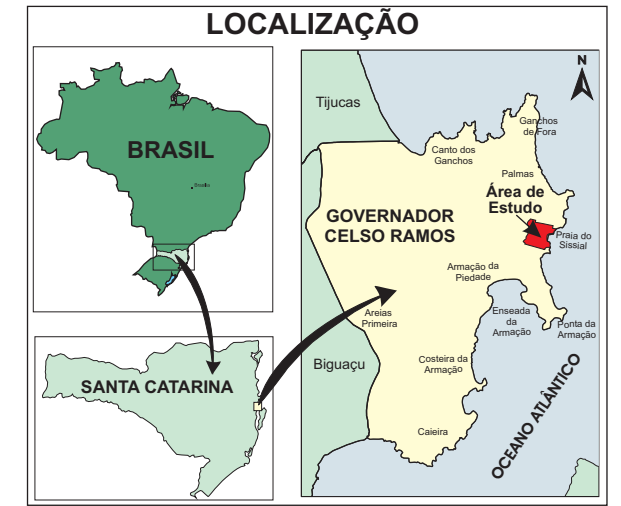 LOCALIZAÇÃO
BRASIL
Brasília
SANTA CATARINA
N
Tijucas
Ganchos
de Fora
Canto dos
Ganchos
Palmas
Área de
Estudo
GOVERNADOR
CELSO RAMOS
Praia do
Sissial
Armação da
Piedade
Areias
Primeira
Enseada
da
Armação
Ponta da
Armação
Biguaçu
Costeira da
Armação
Caieira
OCEANO ATLÂNTICO